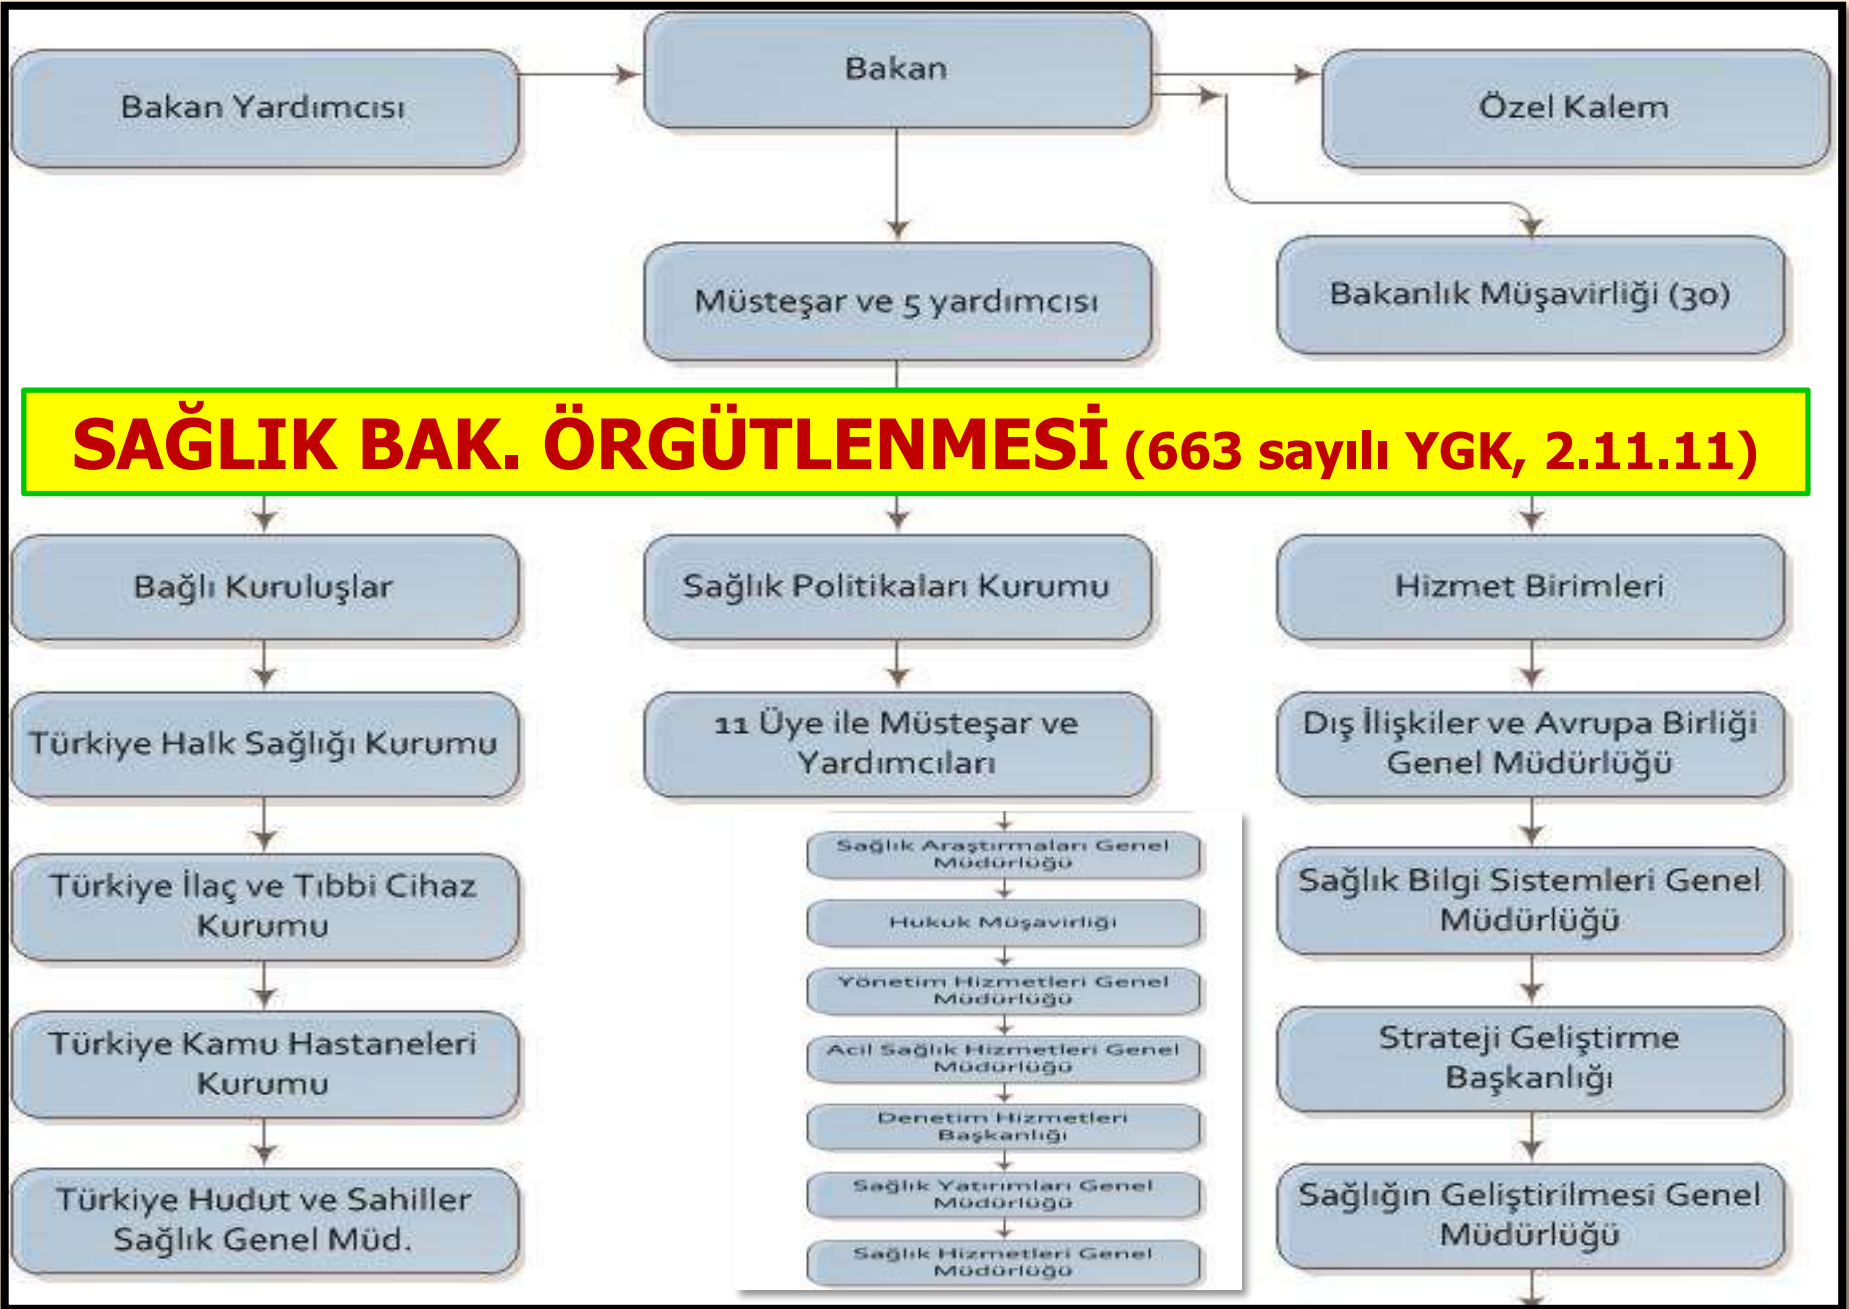 Bakan Yardımcısı
Bakan
Özel Kalem
Müsteşar ve 5 yardımcısı
Bakanlık Müşavirliği (30)
SAĞLIK BAK. ÖRGÜTLENMESİ (663 sayılı YGK, 2.11.11)
Bağlı Kuruluşlar
Türkiye Halk Sağlığı Kurumu
Türkiye İlaç ve Tıbbi Cihaz
Kurumu
Türkiye Kamu Hastaneleri
Kurumu
Türkiye Hudut ve Sahiller
Sağlık Genel Müd.
Sağlık Politikaları Kurumu
11 Üye ile Müsteşar ve
Yardımcıları
Sağlık Araştırmaları Genel
Müdürlüğü
Hukuk Müşavirliği
Yönetim Hizmetleri Genel
Müdürlüğü
Acil Sağlık Hizmetleri Genel
Müdürlüğü
Denetim Hizmetleri
Başkanlığı
Sağlık Yatırımları Genel
Müdürlüğü
Sağlık Hizmetleri Genel
Müdürlüğü
Hizmet Birimleri
Dış İlişkiler ve Avrupa Birliği
Genel Müdürlüğü
Sağlık Bilgi Sistemleri Genel
Müdürlüğü
Strateji Geliştirme
Başkanlığı
Sağlığın Geliştirilmesi Genel
Müdürlüğü